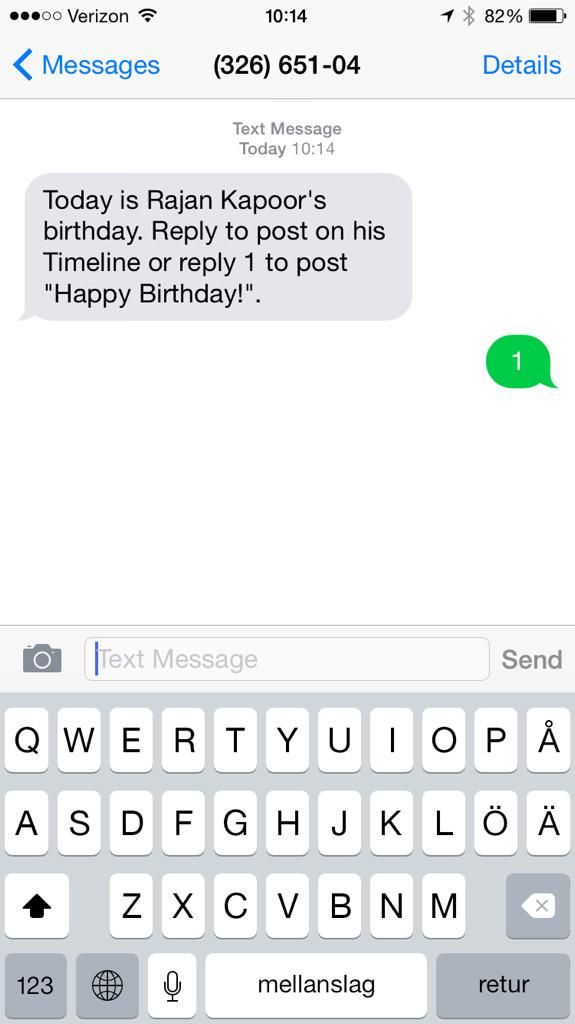 Verizon 10:14 82%
Messages (326) 651-04 Details
Text Message
Today 10:14
Today is Rajan Kapoor's
birthday. Reply to post on his
Timeline or reply 1 to post
"Happy Birthday!".
1
Text Message Send
Q W E R T Y U I O P Å
A S D F G H J K L Ö Ä
Z X C V B N M
123 mellanslag retur